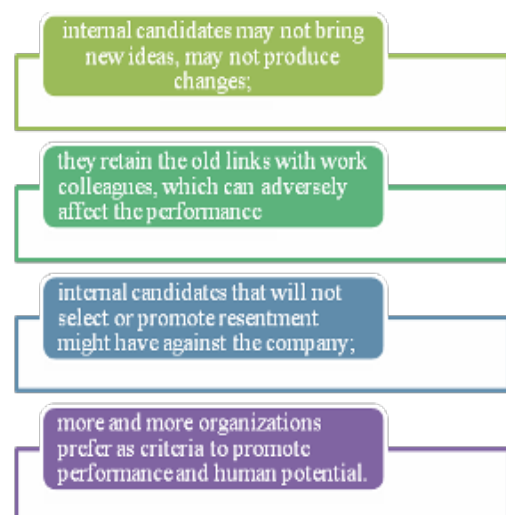 internal candidates may not bring
new ideas, may not produce
changes;
they retain the old links with work
colleagues, which can adversely
affect the performance
internal candidates that will not
select or promote resentment
might have against the company;
more and more organizations
prefer as criteria to promote
performance and human potential.